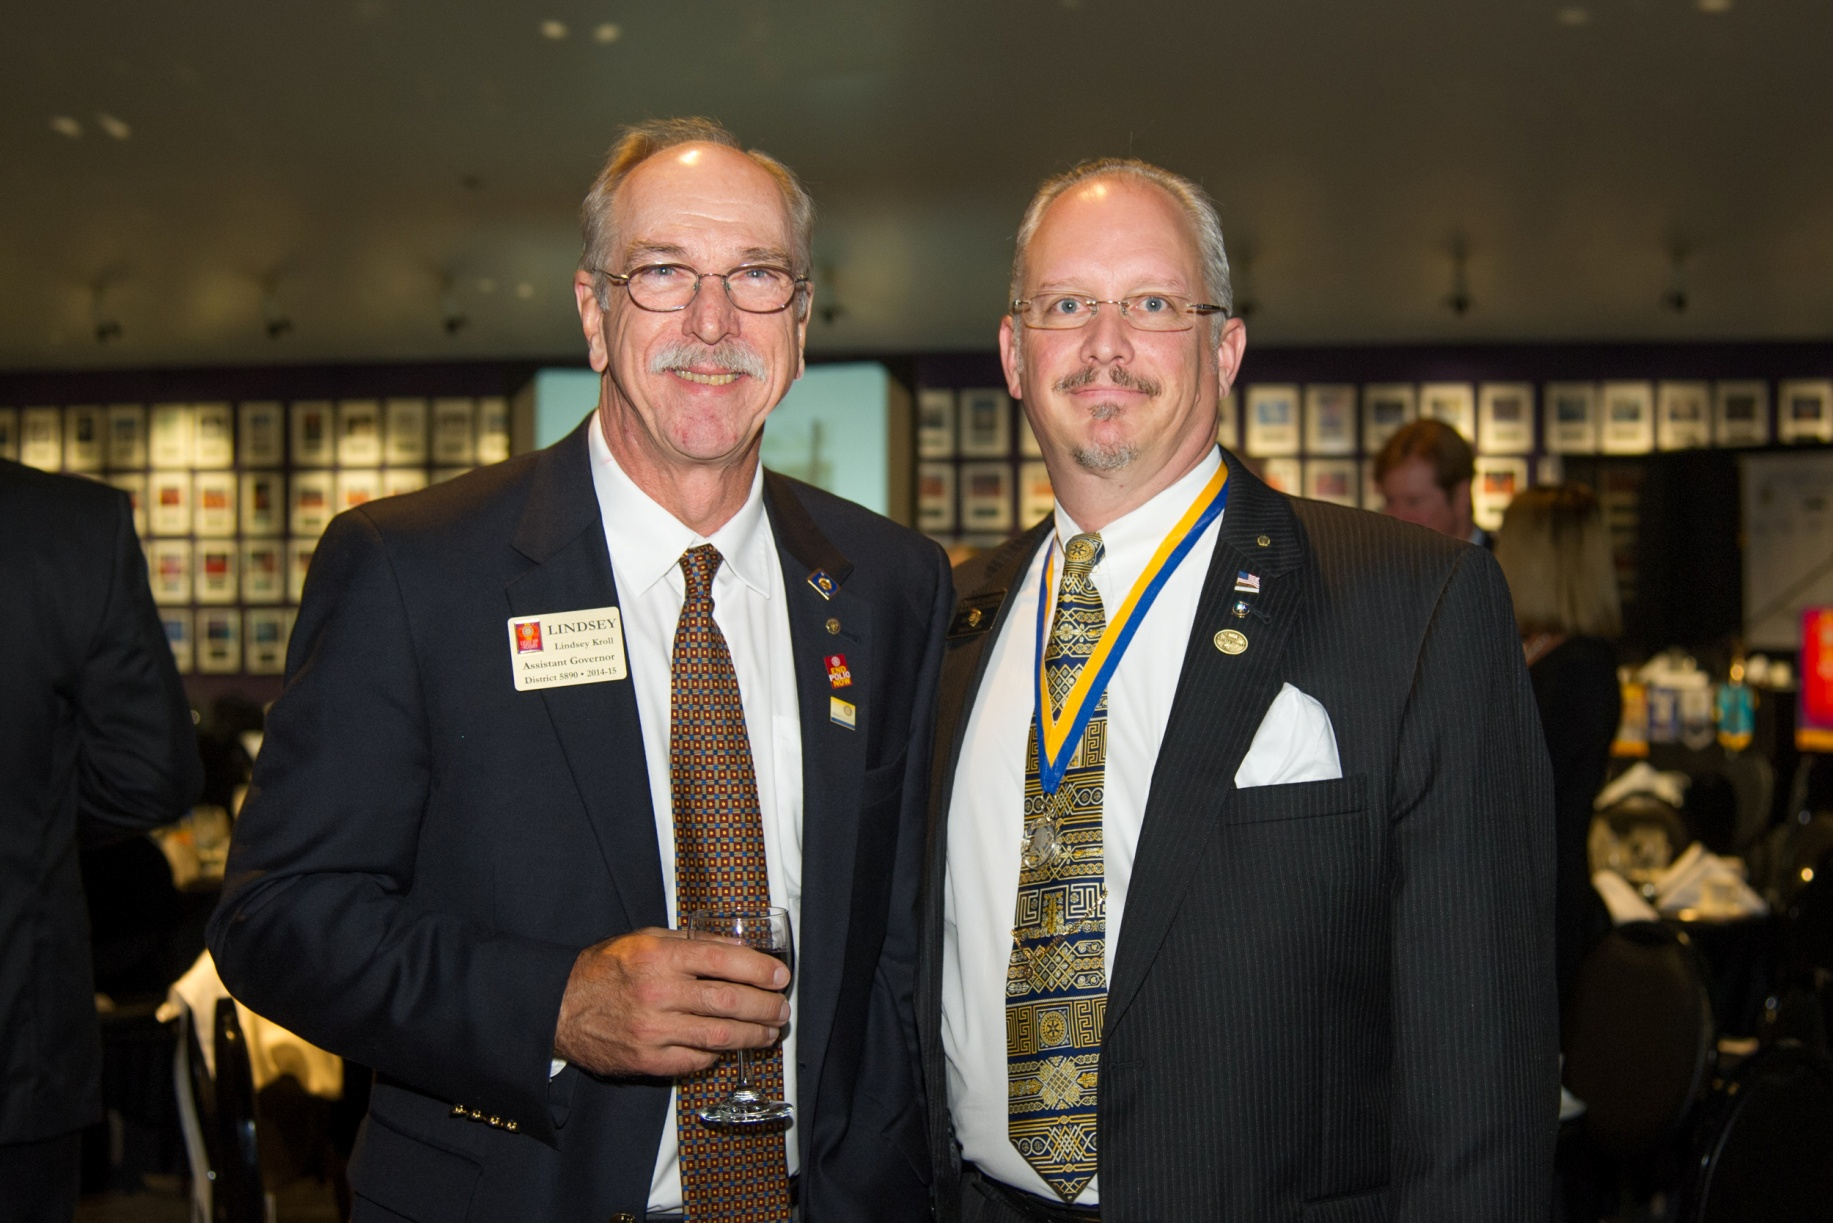 LINDSEY
Lindsey Kroll
Assistant Governor
District 5890 • 2014-15
END
POLIO
NOW